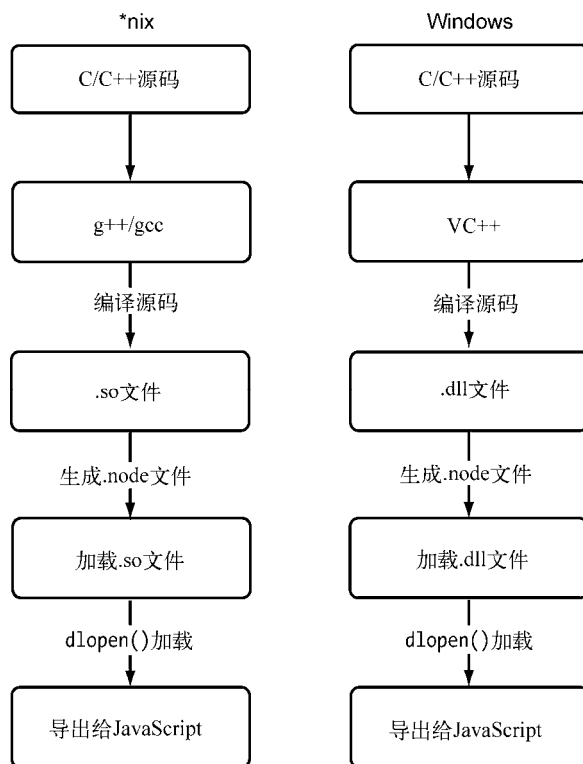 *nix
C/C++源码
g++/gcc
编译源码
.so文件
生成.node文件
加载.so文件
dlopen()加载
导出给JavaScript
Windows
C/C++源码
VC++
编译源码
.dll文件
生成.node文件
加载.dll文件
dlopen()加载
导出给JavaScript